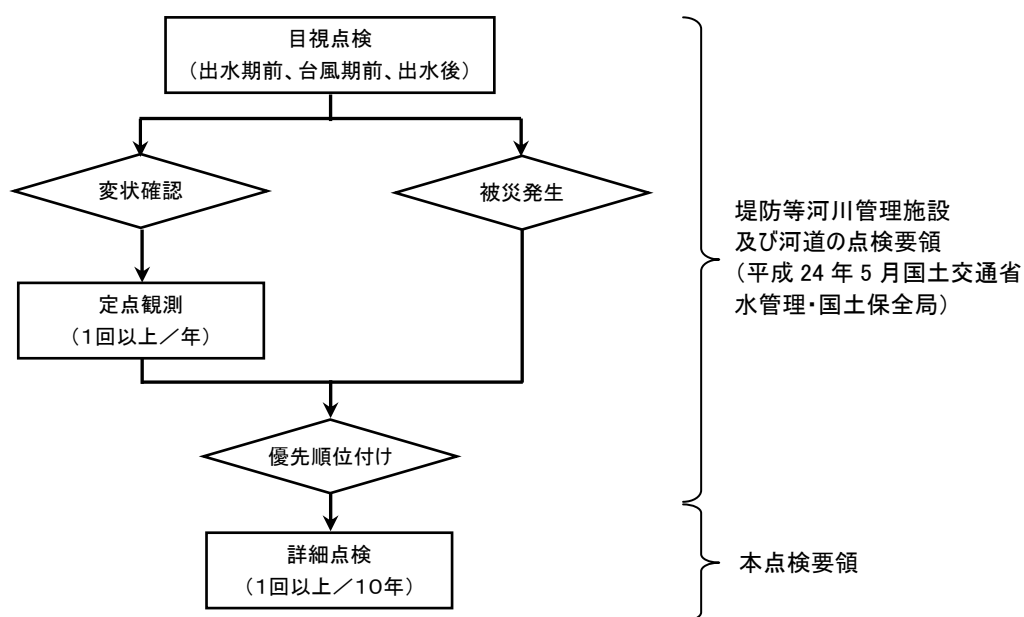 目視点検
(出水期前、台風期前、出水後)
変状確認
被災発生
定点観測
(1回以上/年)
優先順位付け
詳細点検
(1回以上/10年)
堤防等河川管理施設
及び河道の点検要領
(平成 24 年 5 月国土交通省
水管理・国土保全局)
本点検要領